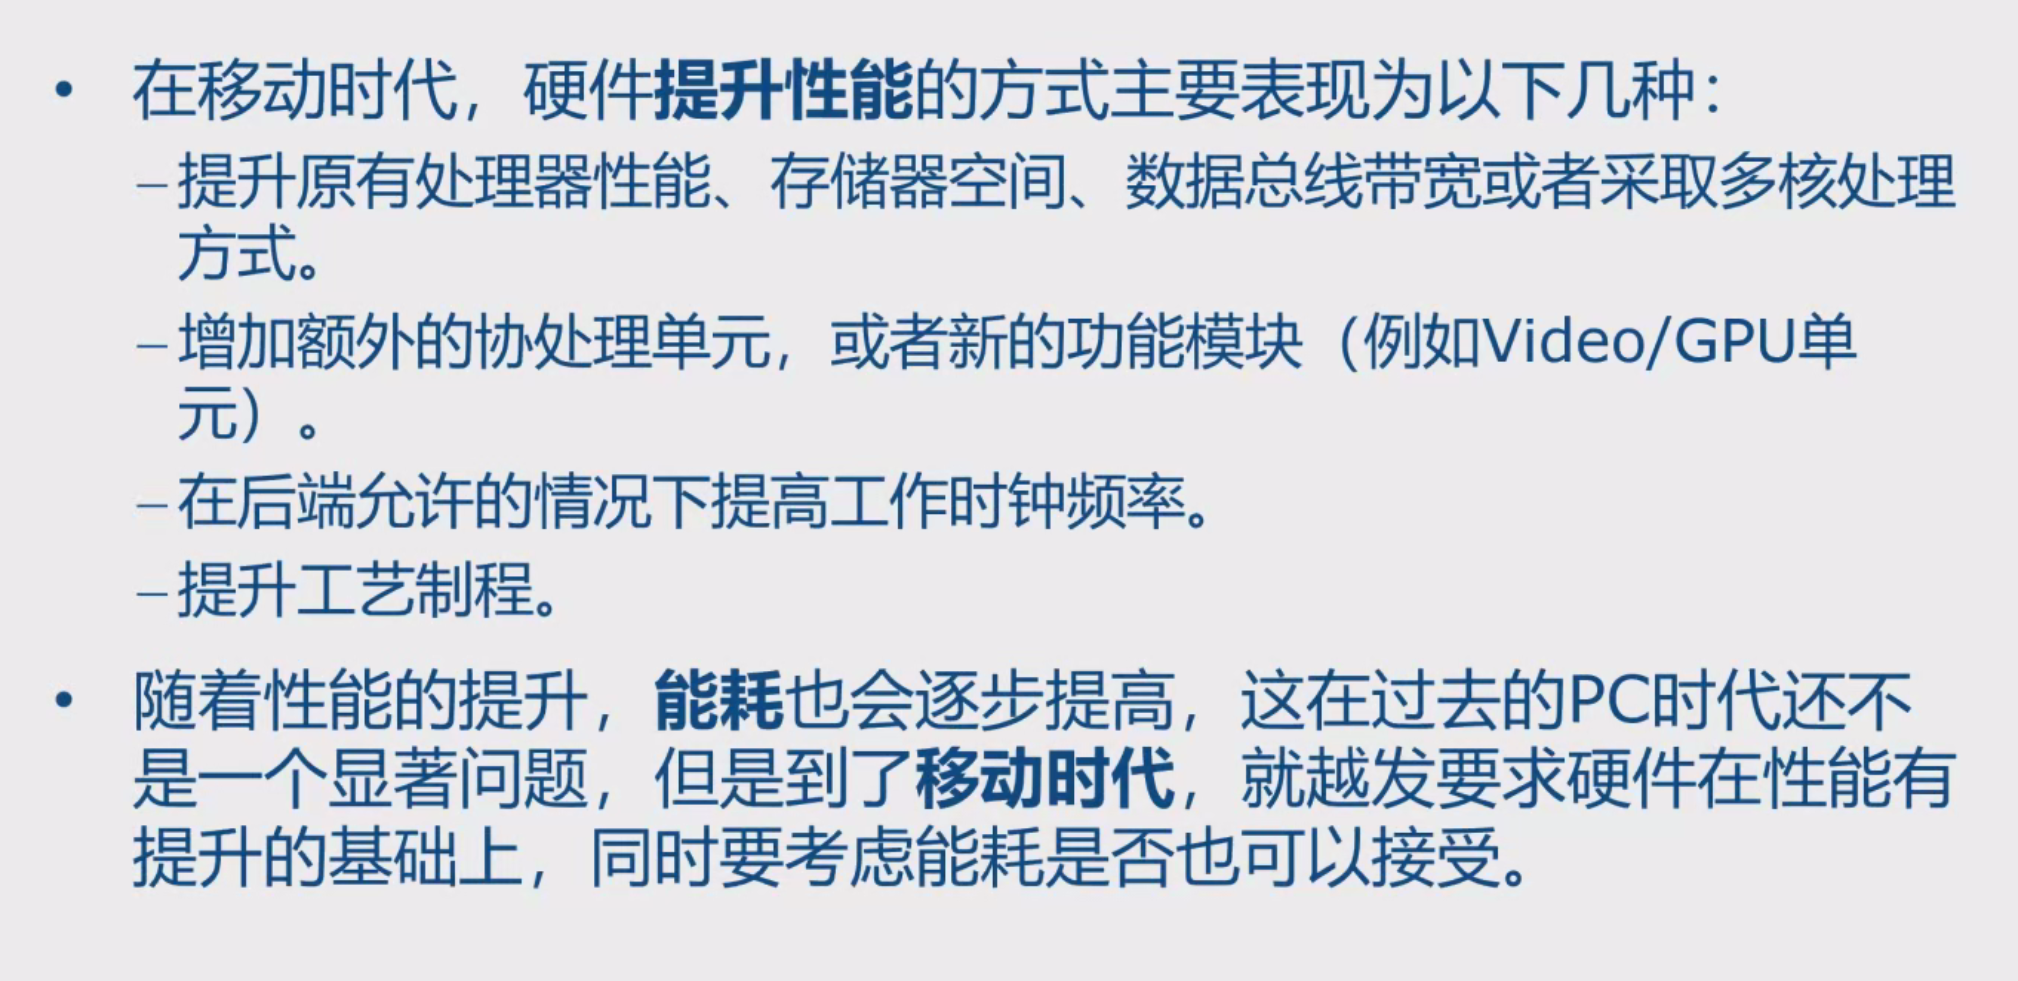 • 在移动时代，硬件提升性能的方式主要表现为以下几种：
–提升原有处理器性能、存储器空间、数据总线带宽或者采取多核处理
方式。
–增加额外的协处理单元，或者新的功能模块（例如Video/GPU单
元）。
–在后端允许的情况下提高工作时钟频率。
–提升工艺制程。
• 随着性能的提升，能耗也会逐步提高，这在过去的PC时代还不
是一个显著问题，但是到了移动时代，就越发要求硬件在性能有
提升的基础上，同时要考虑能耗是否也可以接受。